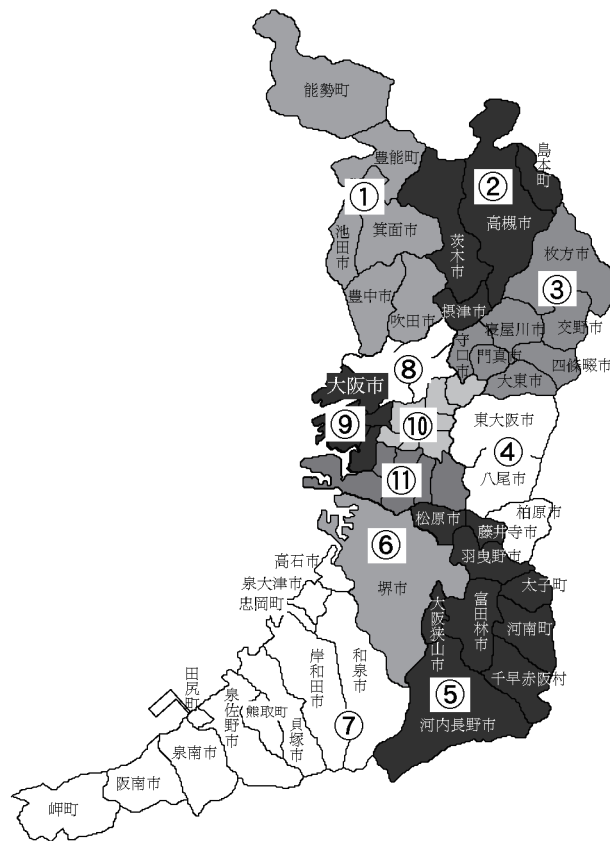 能勢町
豊能町
島本町
①
②
池田市
箕面市
茨木市
高槻市
枚方市
③
豊中市
吹田市
摂津市
寝屋川市
交野市
守口市
門真市
四條畷市
⑧
大東市
大阪市
⑨
⑩
東大阪市
④
八尾市
⑪
柏原市
松原市
藤井寺市
⑥
羽曳野市
高石市
堺市
泉大津市
太子町
忠岡町
大阪狭山市
富田林市
河南町
和泉市
岸和田市
千早赤阪村
田尻町
泉佐野市
熊取町
貝塚市
⑤
⑦
河内長野市
泉南市
阪南市
岬町